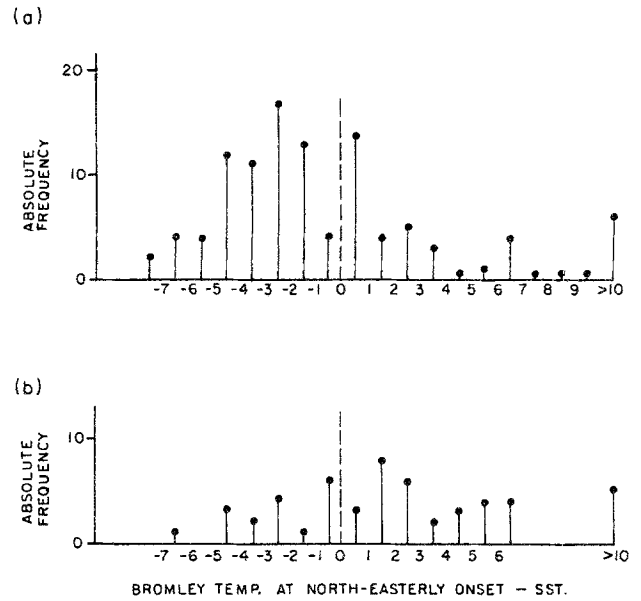 (a)
20
10
0
ABSOLUTE
FREQUENCY
-7 -6 -5 -4 -3 -2 -1 0 1 2 3 4 5 6 7 8 9 >10
(b)
10
0
ABSOLUTE
FREQUENCY
-7 -6 -5 -4 -3 -2 -1 0 1 2 3 4 5 6 >10
BROMLEY TEMP. AT NORTH-EASTERLY ONSET - SST.